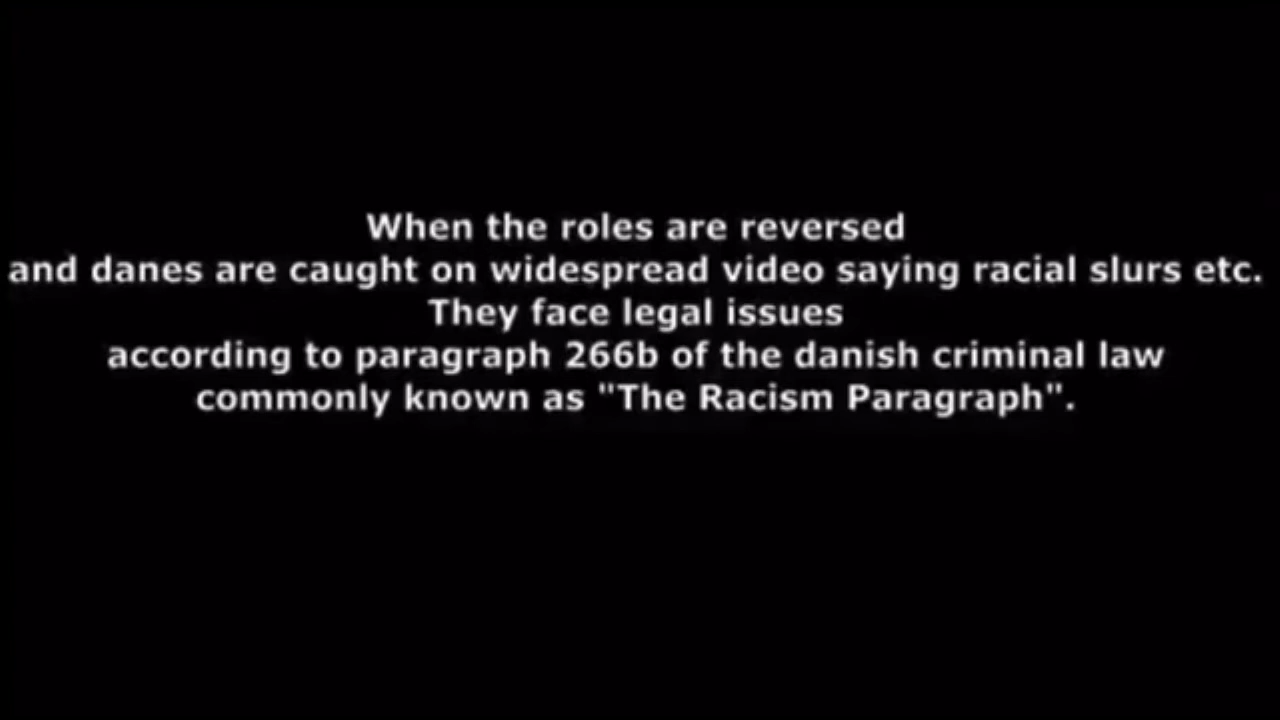 When the roles are reversed
and danes are caught on widespread video saying racial slurs etc.
They face legal issues
according to paragraph 266b of the danish criminal law
commonly known as "The Racism Paragraph".